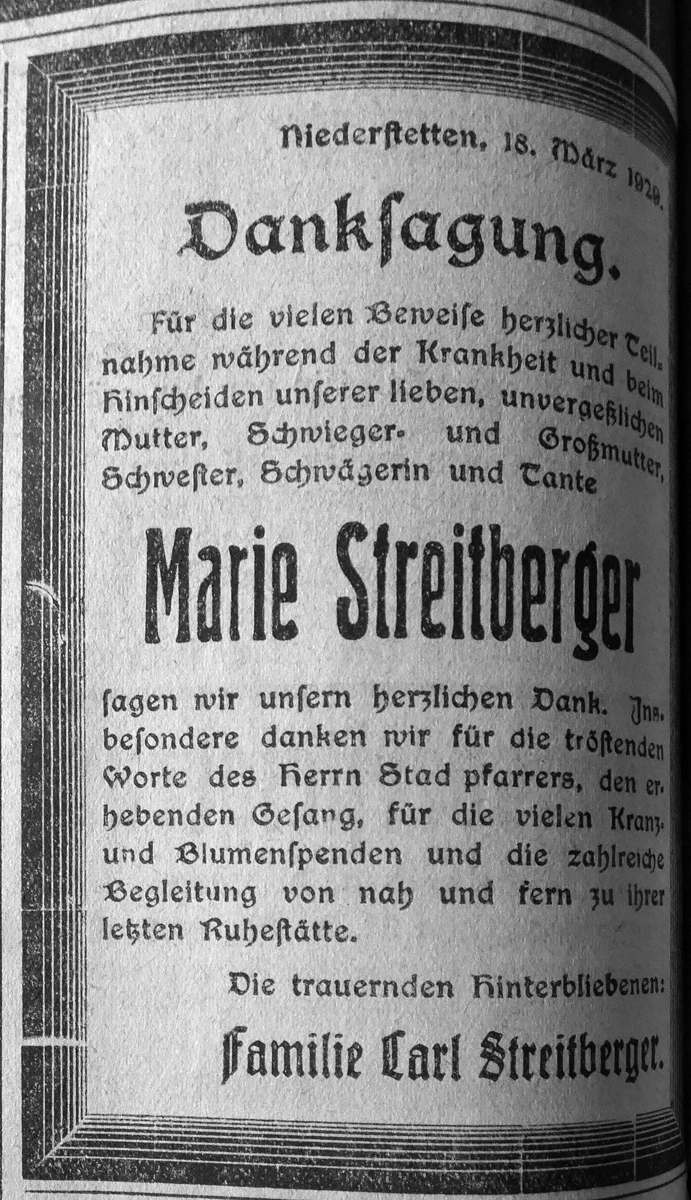 Niederstetten, 18. März 1929.
Danksagung.
Für die vielen Beweise herzlicher Teil-
nahme während der Krankheit und beim
Hinscheiden unserer lieben, unvergeßlichen
Mutter, Schwieger- und Großmutter,
Schwester, Schwägerin und Tante
Marie Streitberger
sagen wir unsern herzlichen Dank. Ins-
besondere danken wir für die tröstenden
Worte des Herrn Stad pfarrers, den er-
hebenden Gesang, für die vielen Kranz-
und Blumenspenden und die zahlreiche
Begleitung von nah und fern zu ihrer
letzten Ruhestätte.
Die trauernden Hinterbliebenen:
Familie Carl Streitberger.